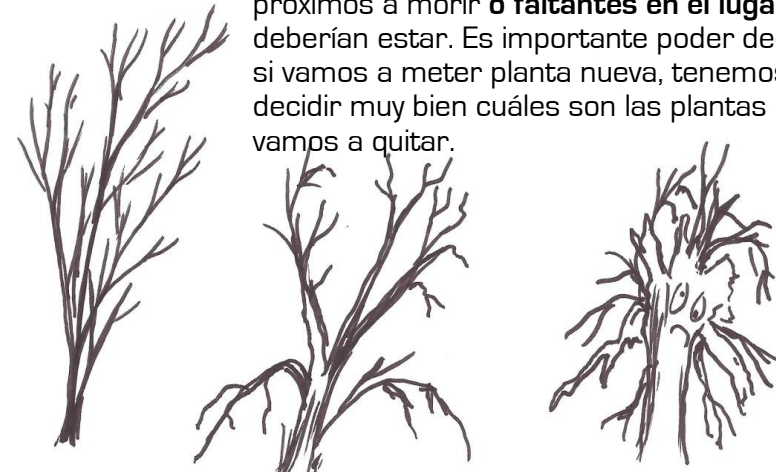 próximos a morir o faltantes en el luga
deberían estar. Es importante poder de
si vamos a meter planta nueva, tenemos
decidir muy bien cuáles son las plantas
vamos a quitar.